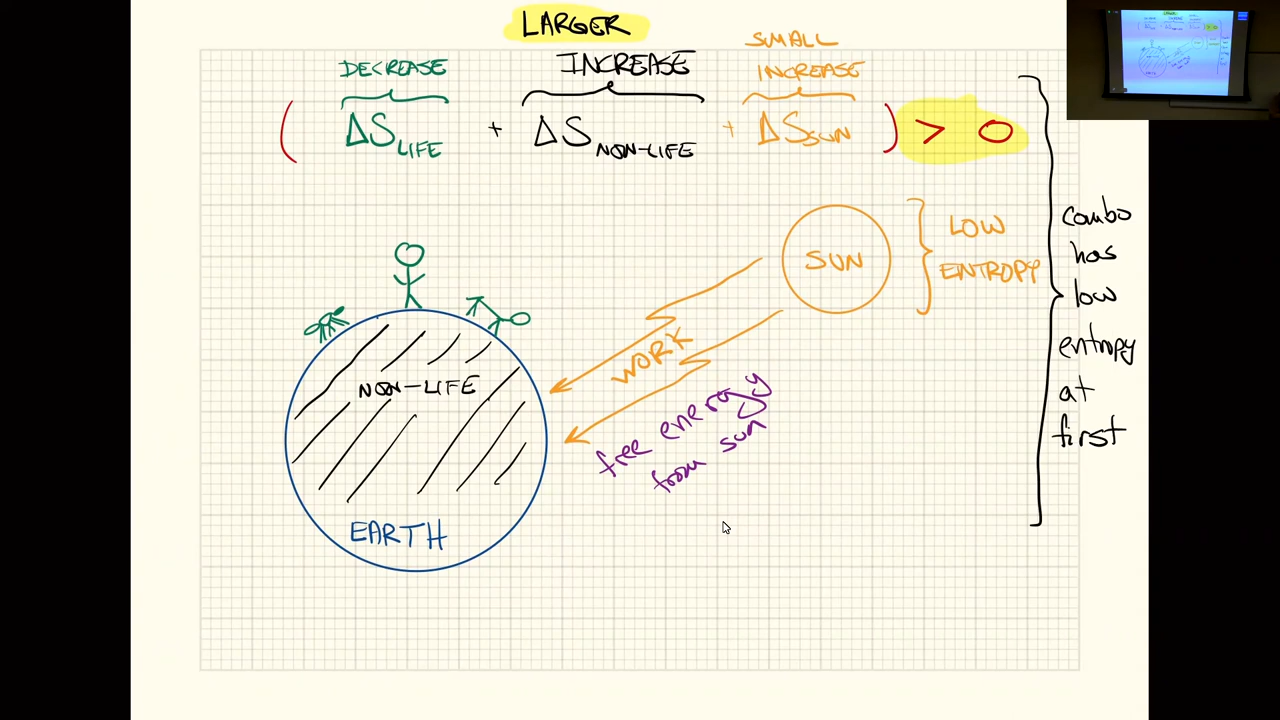 LARGER
DECREASE
INCREASE
SMALL
INCREASE
( ΔS LIFE + ΔS NON-LIFE + ΔS SUN ) > 0
SUN
LOW
ENTROPY
combo
has
low
entropy
at
first
WORK
free energy
from sun
NON-LIFE
EARTH